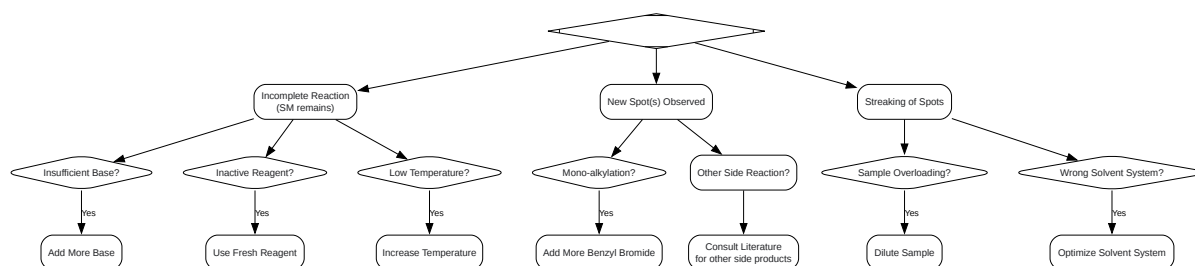 Incomplete Reaction
(SM remains)
New Spot(s) Observed
Streaking of Spots
Insufficient Base?
Inactive Reagent?
Low Temperature?
Mono-alkylation?
Other Side Reaction?
Sample Overloading?
Wrong Solvent System?
Yes
Yes
Yes
Yes
Yes
Yes
Add More Base
Use Fresh Reagent
Increase Temperature
Add More Benzyl Bromide
Consult Literature
for other side products
Dilute Sample
Optimize Solvent System